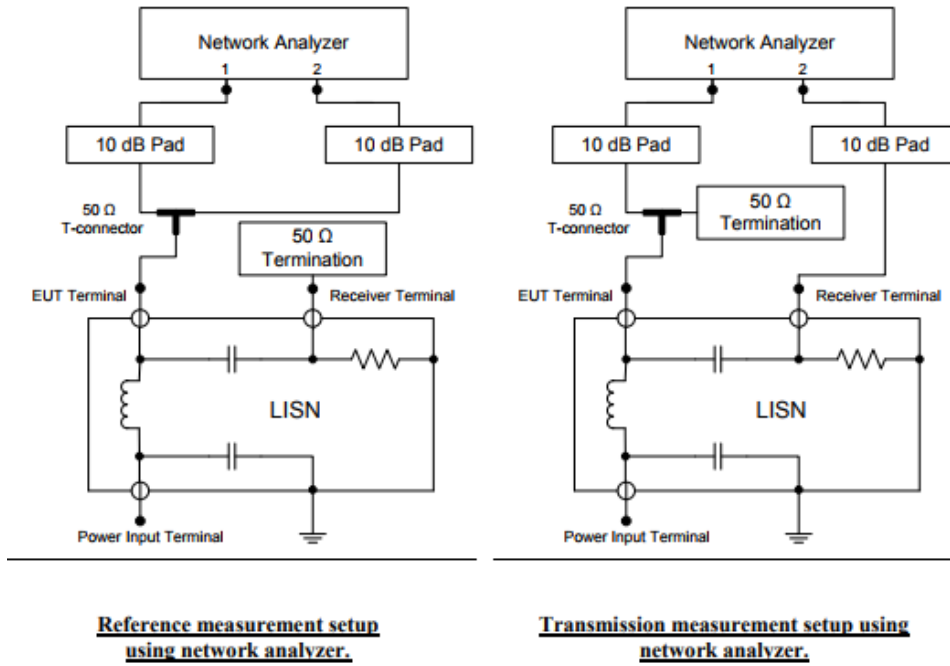 Network Analyzer
1 2
10 dB Pad
10 dB Pad
50 Ω
T-connector
50 Ω
Termination
EUT Terminal
Receiver Terminal
LISN
Power Input Terminal
Reference measurement setup
using network analyzer.
Network Analyzer
1 2
10 dB Pad
10 dB Pad
50 Ω
T-connector
50 Ω
Termination
EUT Terminal
Receiver Terminal
LISN
Power Input Terminal
Transmission measurement setup using
network analyzer.